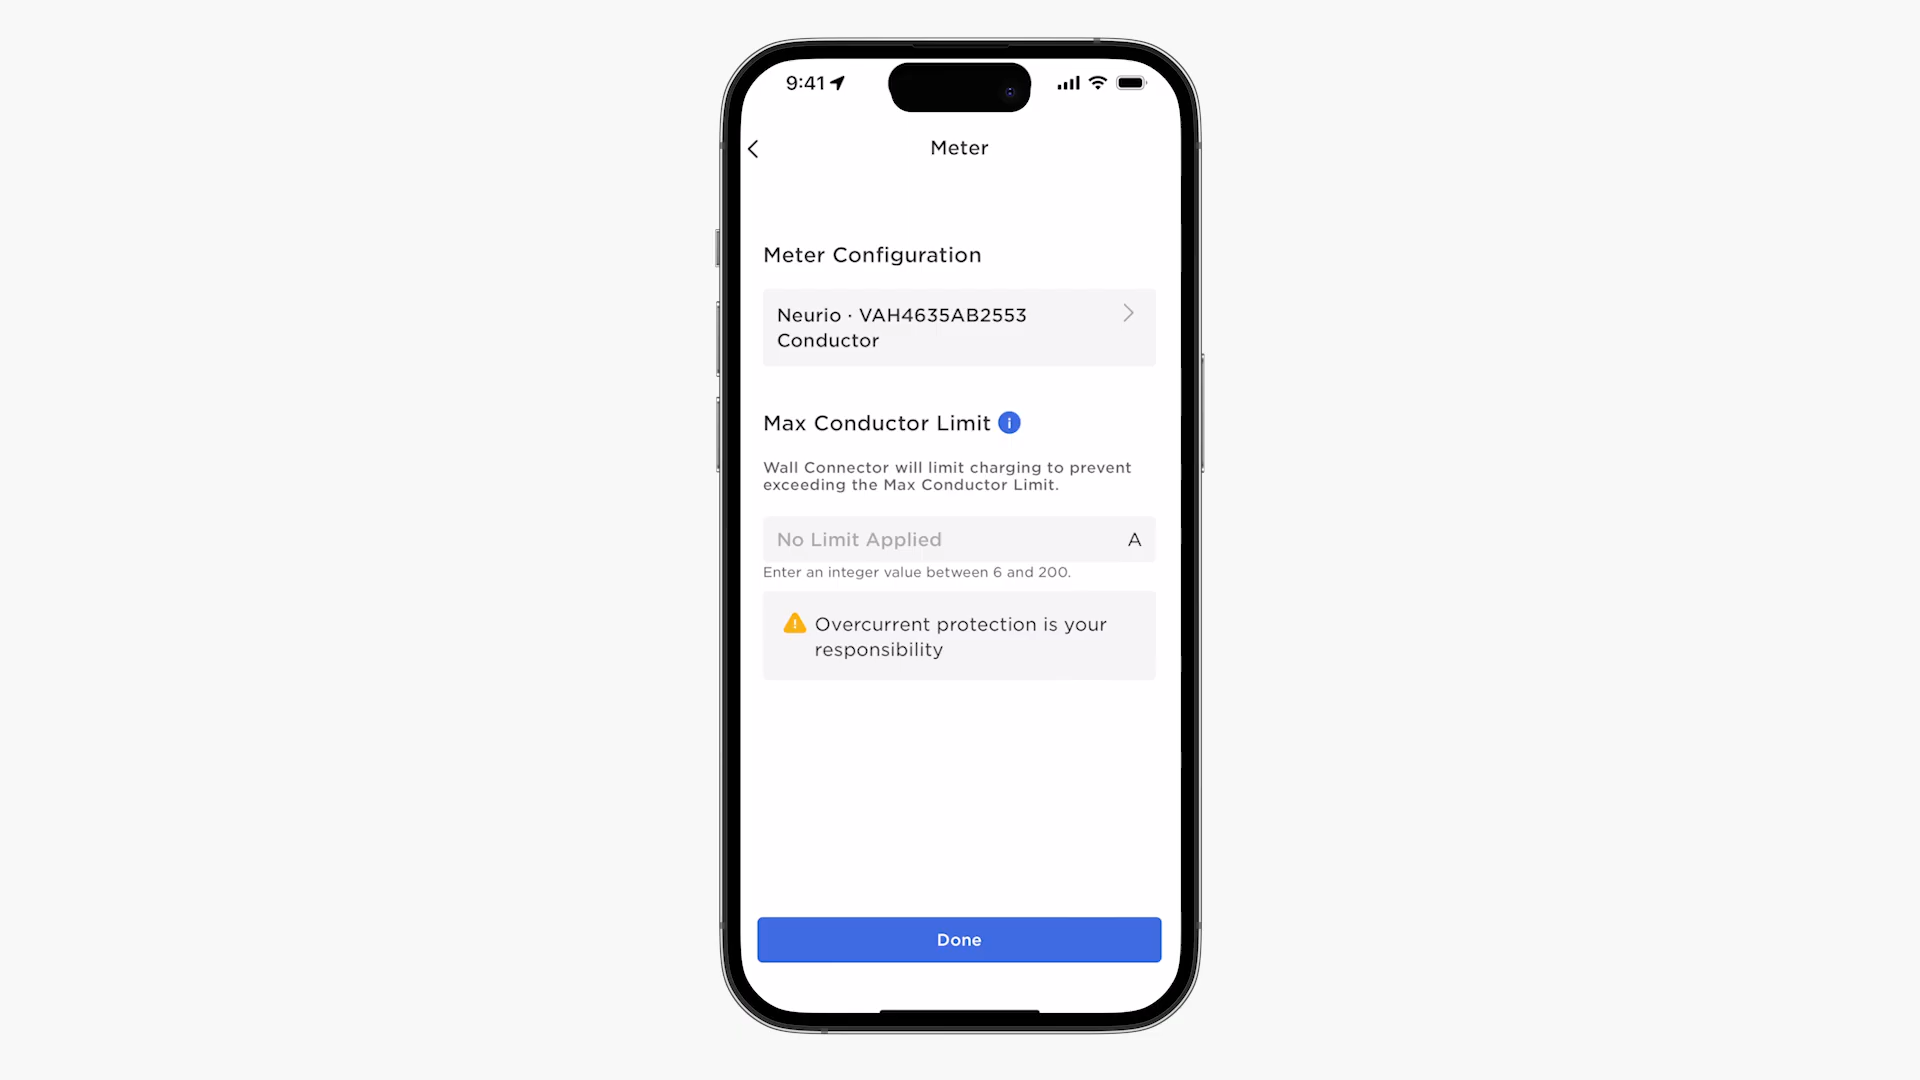 9:41
Meter
Meter Configuration
Neurio · VAH4635AB2553
Conductor
Max Conductor Limit
Wall Connector will limit charging to prevent
exceeding the Max Conductor Limit.
No Limit Applied A
Enter an integer value between 6 and 200.
Overcurrent protection is your
responsibility
Done